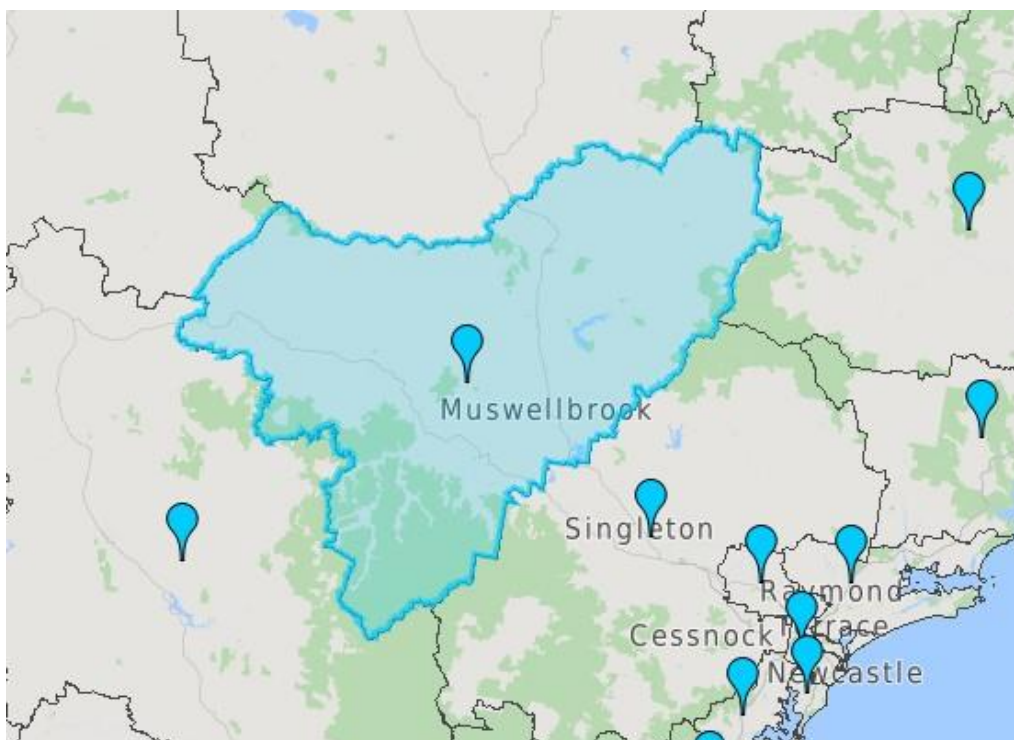 Muswellbrook
Singleton
Raymond
Terrace
Cessnock
Newcastle